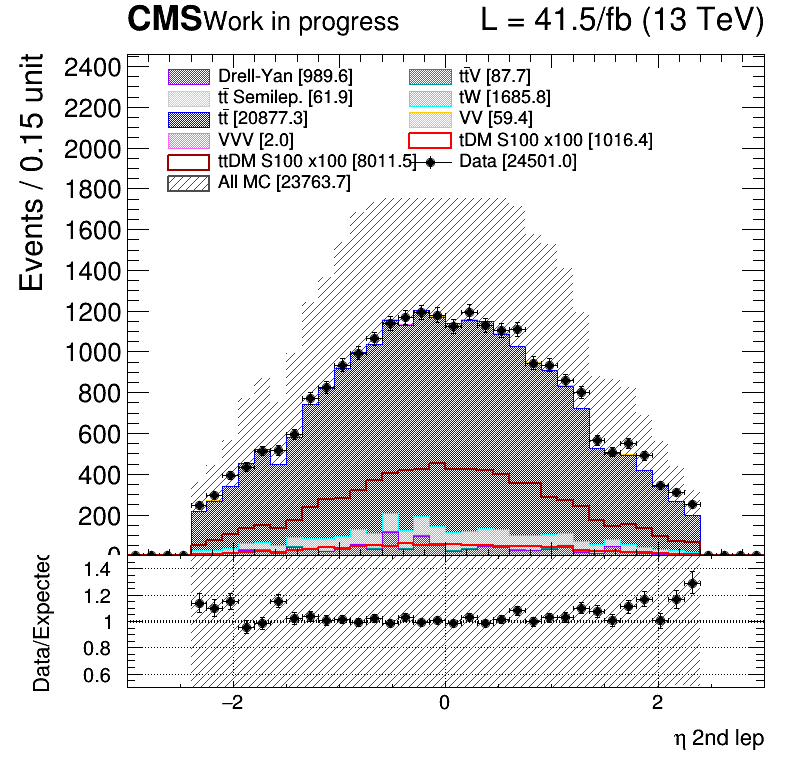 CMS Work in progress L = 41.5/fb (13 TeV)
Events / 0.15 unit
2400
2200
2000
1800
1600
1400
1200
1000
800
600
400
200
0
Drell-Yan [989.6] tt̄V [87.7]
tt̄ Semilep. [61.9] tW [1685.8]
tt̄ [20877.3] VV [59.4]
VVV [2.0] tDM S100 x100 [1016.4]
ttDM S100 x100 [8011.5] Data [24501.0]
All MC [23763.7]
Data/Expected
1.4
1.2
1
0.8
0.6
−2 0 2
η 2nd lep